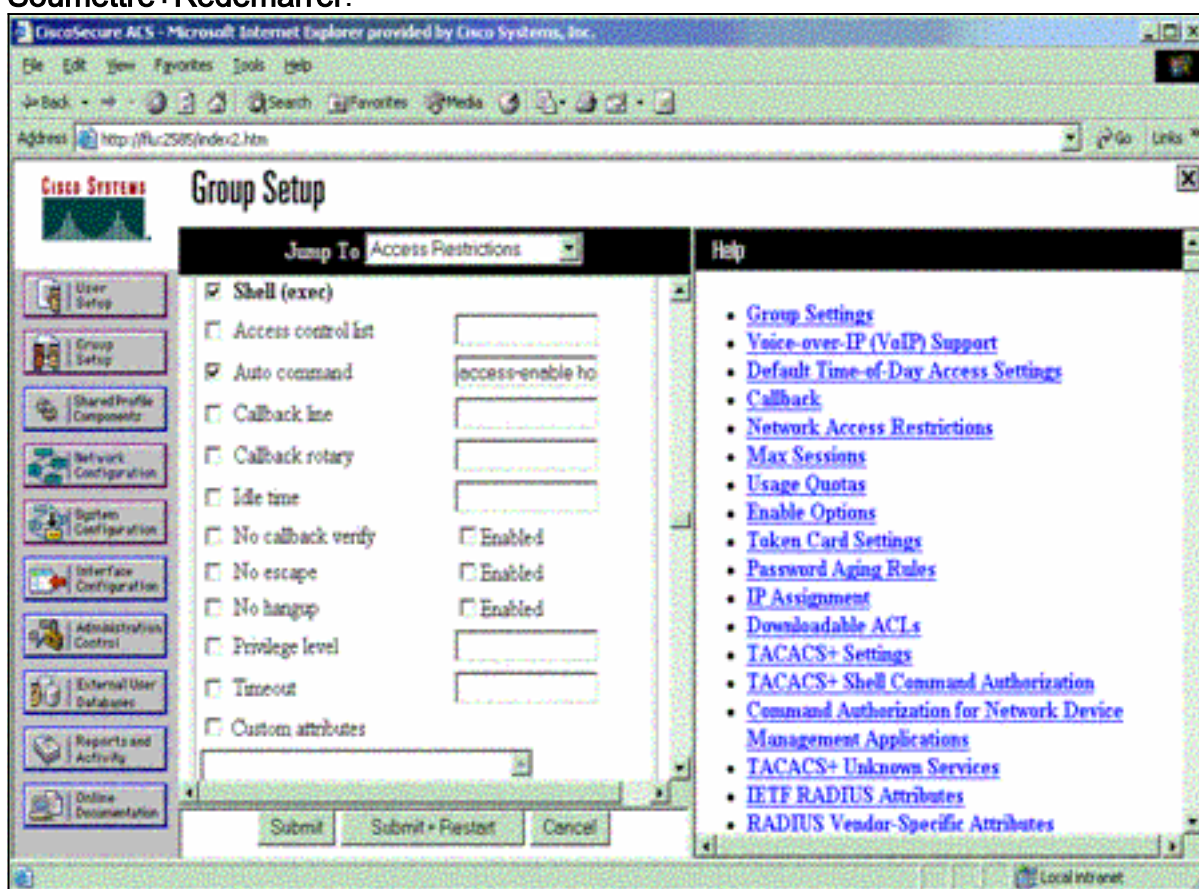 Soumettre+Redémarrer.
CiscoSecure ACS - Microsoft Internet Explorer provided by Cisco Systems, Inc.
File Edit View Favorites Tools Help
Back Search Favorites Media
Address http://fluc2585/index2.htm Go Links
CISCO SYSTEMS
Group Setup
Jump To Access Restrictions
User Setup
Group Setup
Shared Profile Components
Network Configuration
System Configuration
Interface Configuration
Administration Control
External User Databases
Reports and Activity
Online Documentation
Shell (exec)
Access control list
Auto command access-enable ho
Callback line
Callback rotary
Idle time
No callback verify Enabled
No escape Enabled
No hangup Enabled
Privilege level
Timeout
Custom attributes
Submit Submit + Restart Cancel
Help
Group Settings
Voice-over-IP (VoIP) Support
Default Time-of-Day Access Settings
Callback
Network Access Restrictions
Max Sessions
Usage Quotas
Enable Options
Token Card Settings
Password Aging Rules
IP Assignment
Downloadable ACLs
TACACS+ Settings
TACACS+ Shell Command Authorization
Command Authorization for Network Device
Management Applications
TACACS+ Unknown Services
IETF RADIUS Attributes
RADIUS Vendor-Specific Attributes
Local intranet